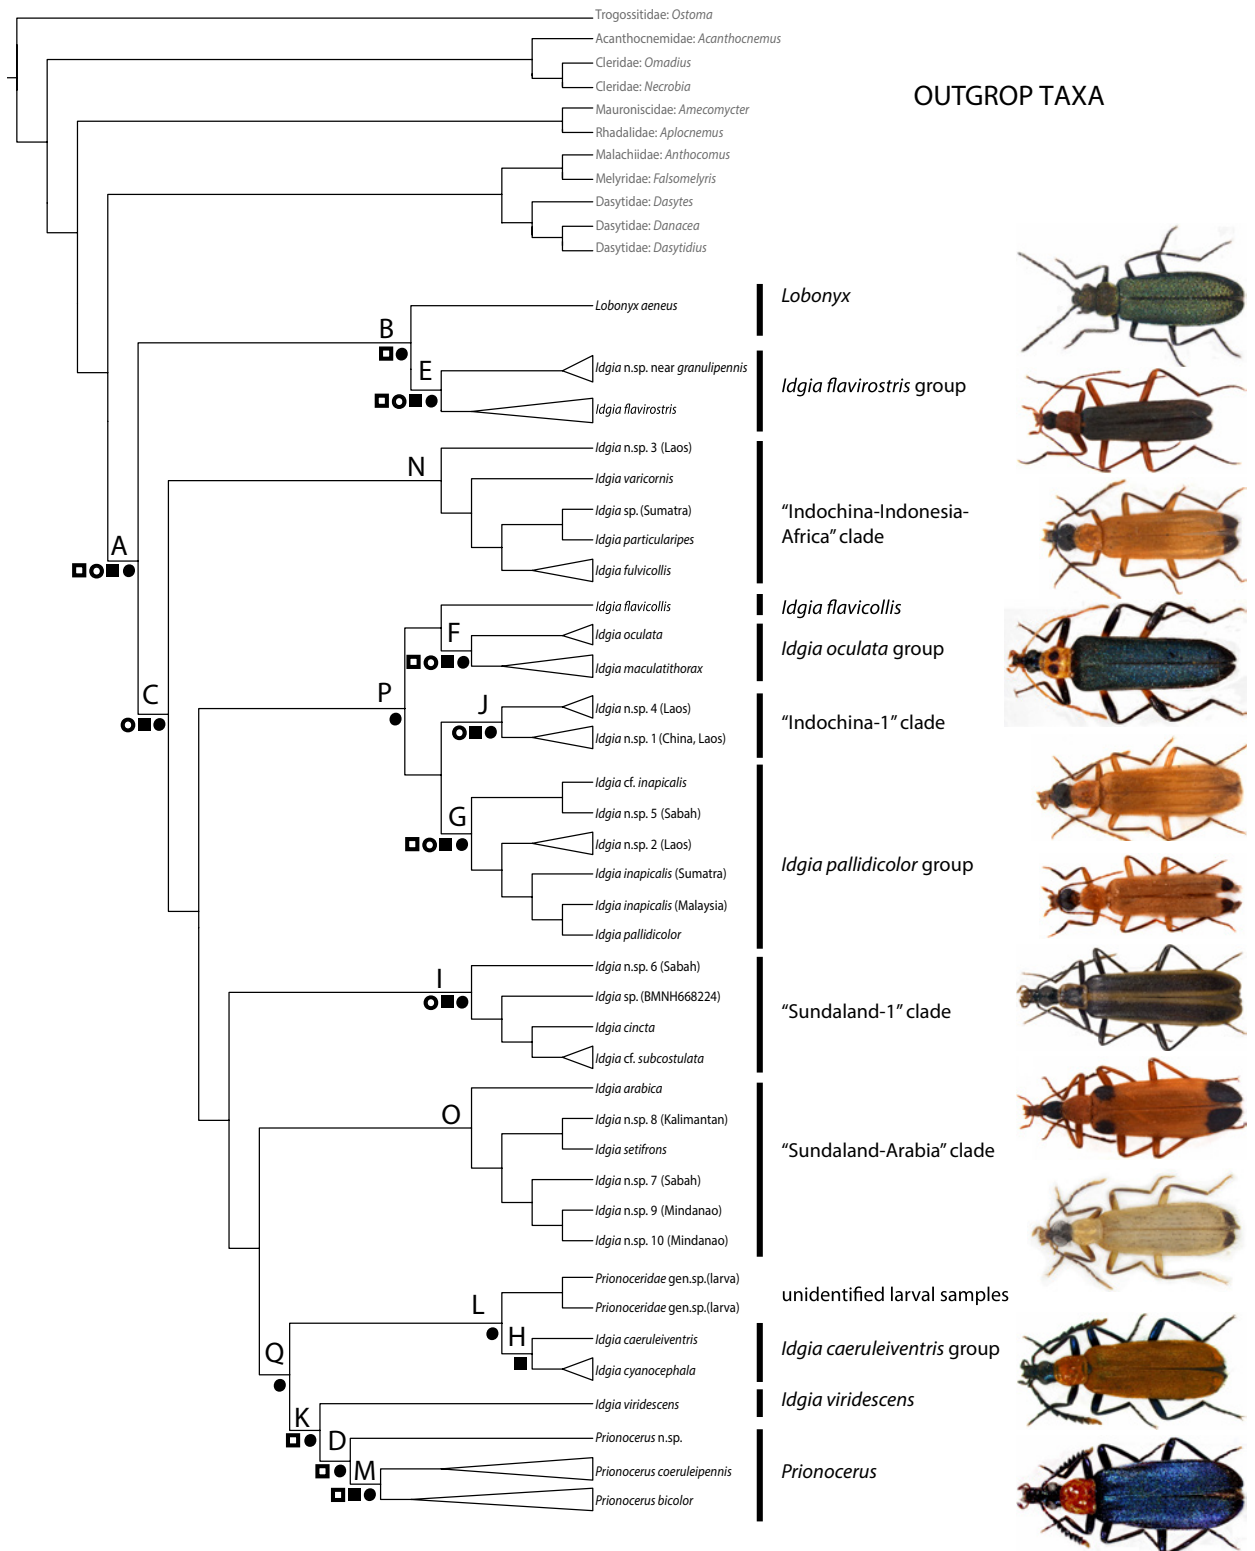 Trogossitidae: Ostoma
Acanthocnemidae: Acanthocnemus
Cleridae: Omadius
Cleridae: Necrobia
OUTGROP TAXA
Mauroniscidae: Amecomycter
Rhadalidae: Aplocnemus
Malachiidae: Anthocomus
Melyridae: Falsomelyris
Dasytidae: Dasytes
Dasytidae: Danacea
Dasytidae: Dasytidius
Lobonyx aeneus
Lobonyx
B
E
Idgia n.sp. near granulipennis
Idgia flavirostris group
Idgia flavirostris
Idgia n.sp. 3 (Laos)
N
Idgia varicornis
Idgia sp. (Sumatra)
"Indochina-Indonesia-
Africa" clade
Idgia particularipes
A
Idgia fulvicollis
Idgia flavicollis
Idgia flavicollis
F
Idgia oculata
Idgia oculata group
Idgia maculatithorax
P
C
J
Idgia n.sp. 4 (Laos)
"Indochina-1" clade
Idgia n.sp. 1 (China, Laos)
Idgia cf. inapicalis
G
Idgia n.sp. 5 (Sabah)
Idgia n.sp. 2 (Laos)
Idgia pallidicolor group
Idgia inapicalis (Sumatra)
Idgia inapicalis (Malaysia)
Idgia pallidicolor
Idgia n.sp. 6 (Sabah)
I
Idgia sp. (BMNH668224)
"Sundaland-1" clade
Idgia cincta
Idgia cf. subcostulata
Idgia arabica
O
Idgia n.sp. 8 (Kalimantan)
Idgia setifrons
"Sundaland-Arabia" clade
Idgia n.sp. 7 (Sabah)
Idgia n.sp. 9 (Mindanao)
Idgia n.sp. 10 (Mindanao)
Prionoceridae gen.sp.(larva)
unidentified larval samples
L
Prionoceridae gen.sp.(larva)
H
Idgia caeruleiventris
Idgia caeruleiventris group
Q
Idgia cyanocephala
Idgia viridescens
Idgia viridescens
K
D
Prionocerus n.sp.
M
Prionocerus coeruleipennis
Prionocerus
Prionocerus bicolor